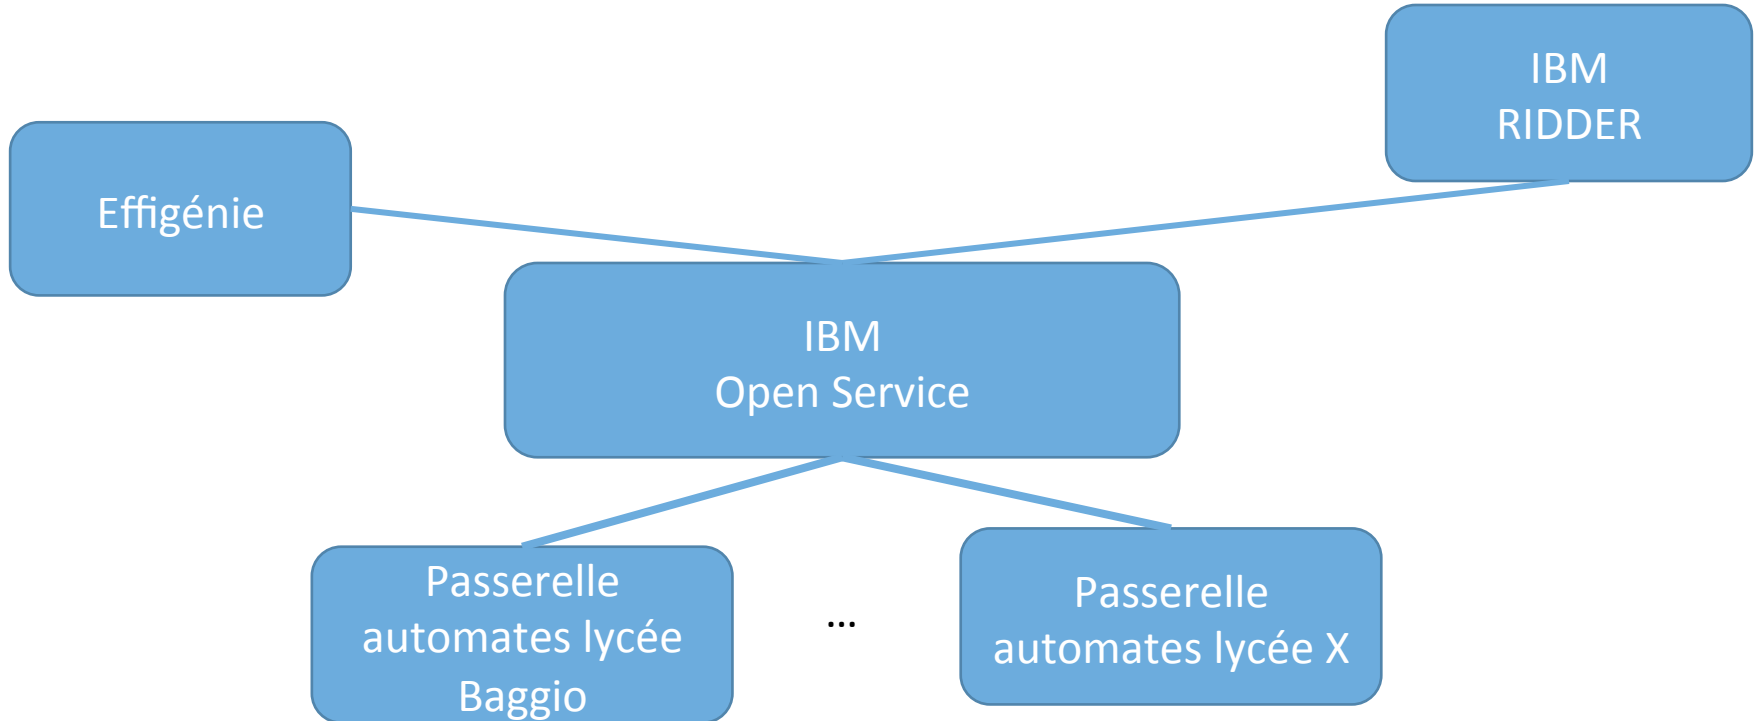 IBM
RIDDER
Effigénie
IBM
Open Service
Passerelle
automates lycée
Baggio
...
Passerelle
automates lycée X